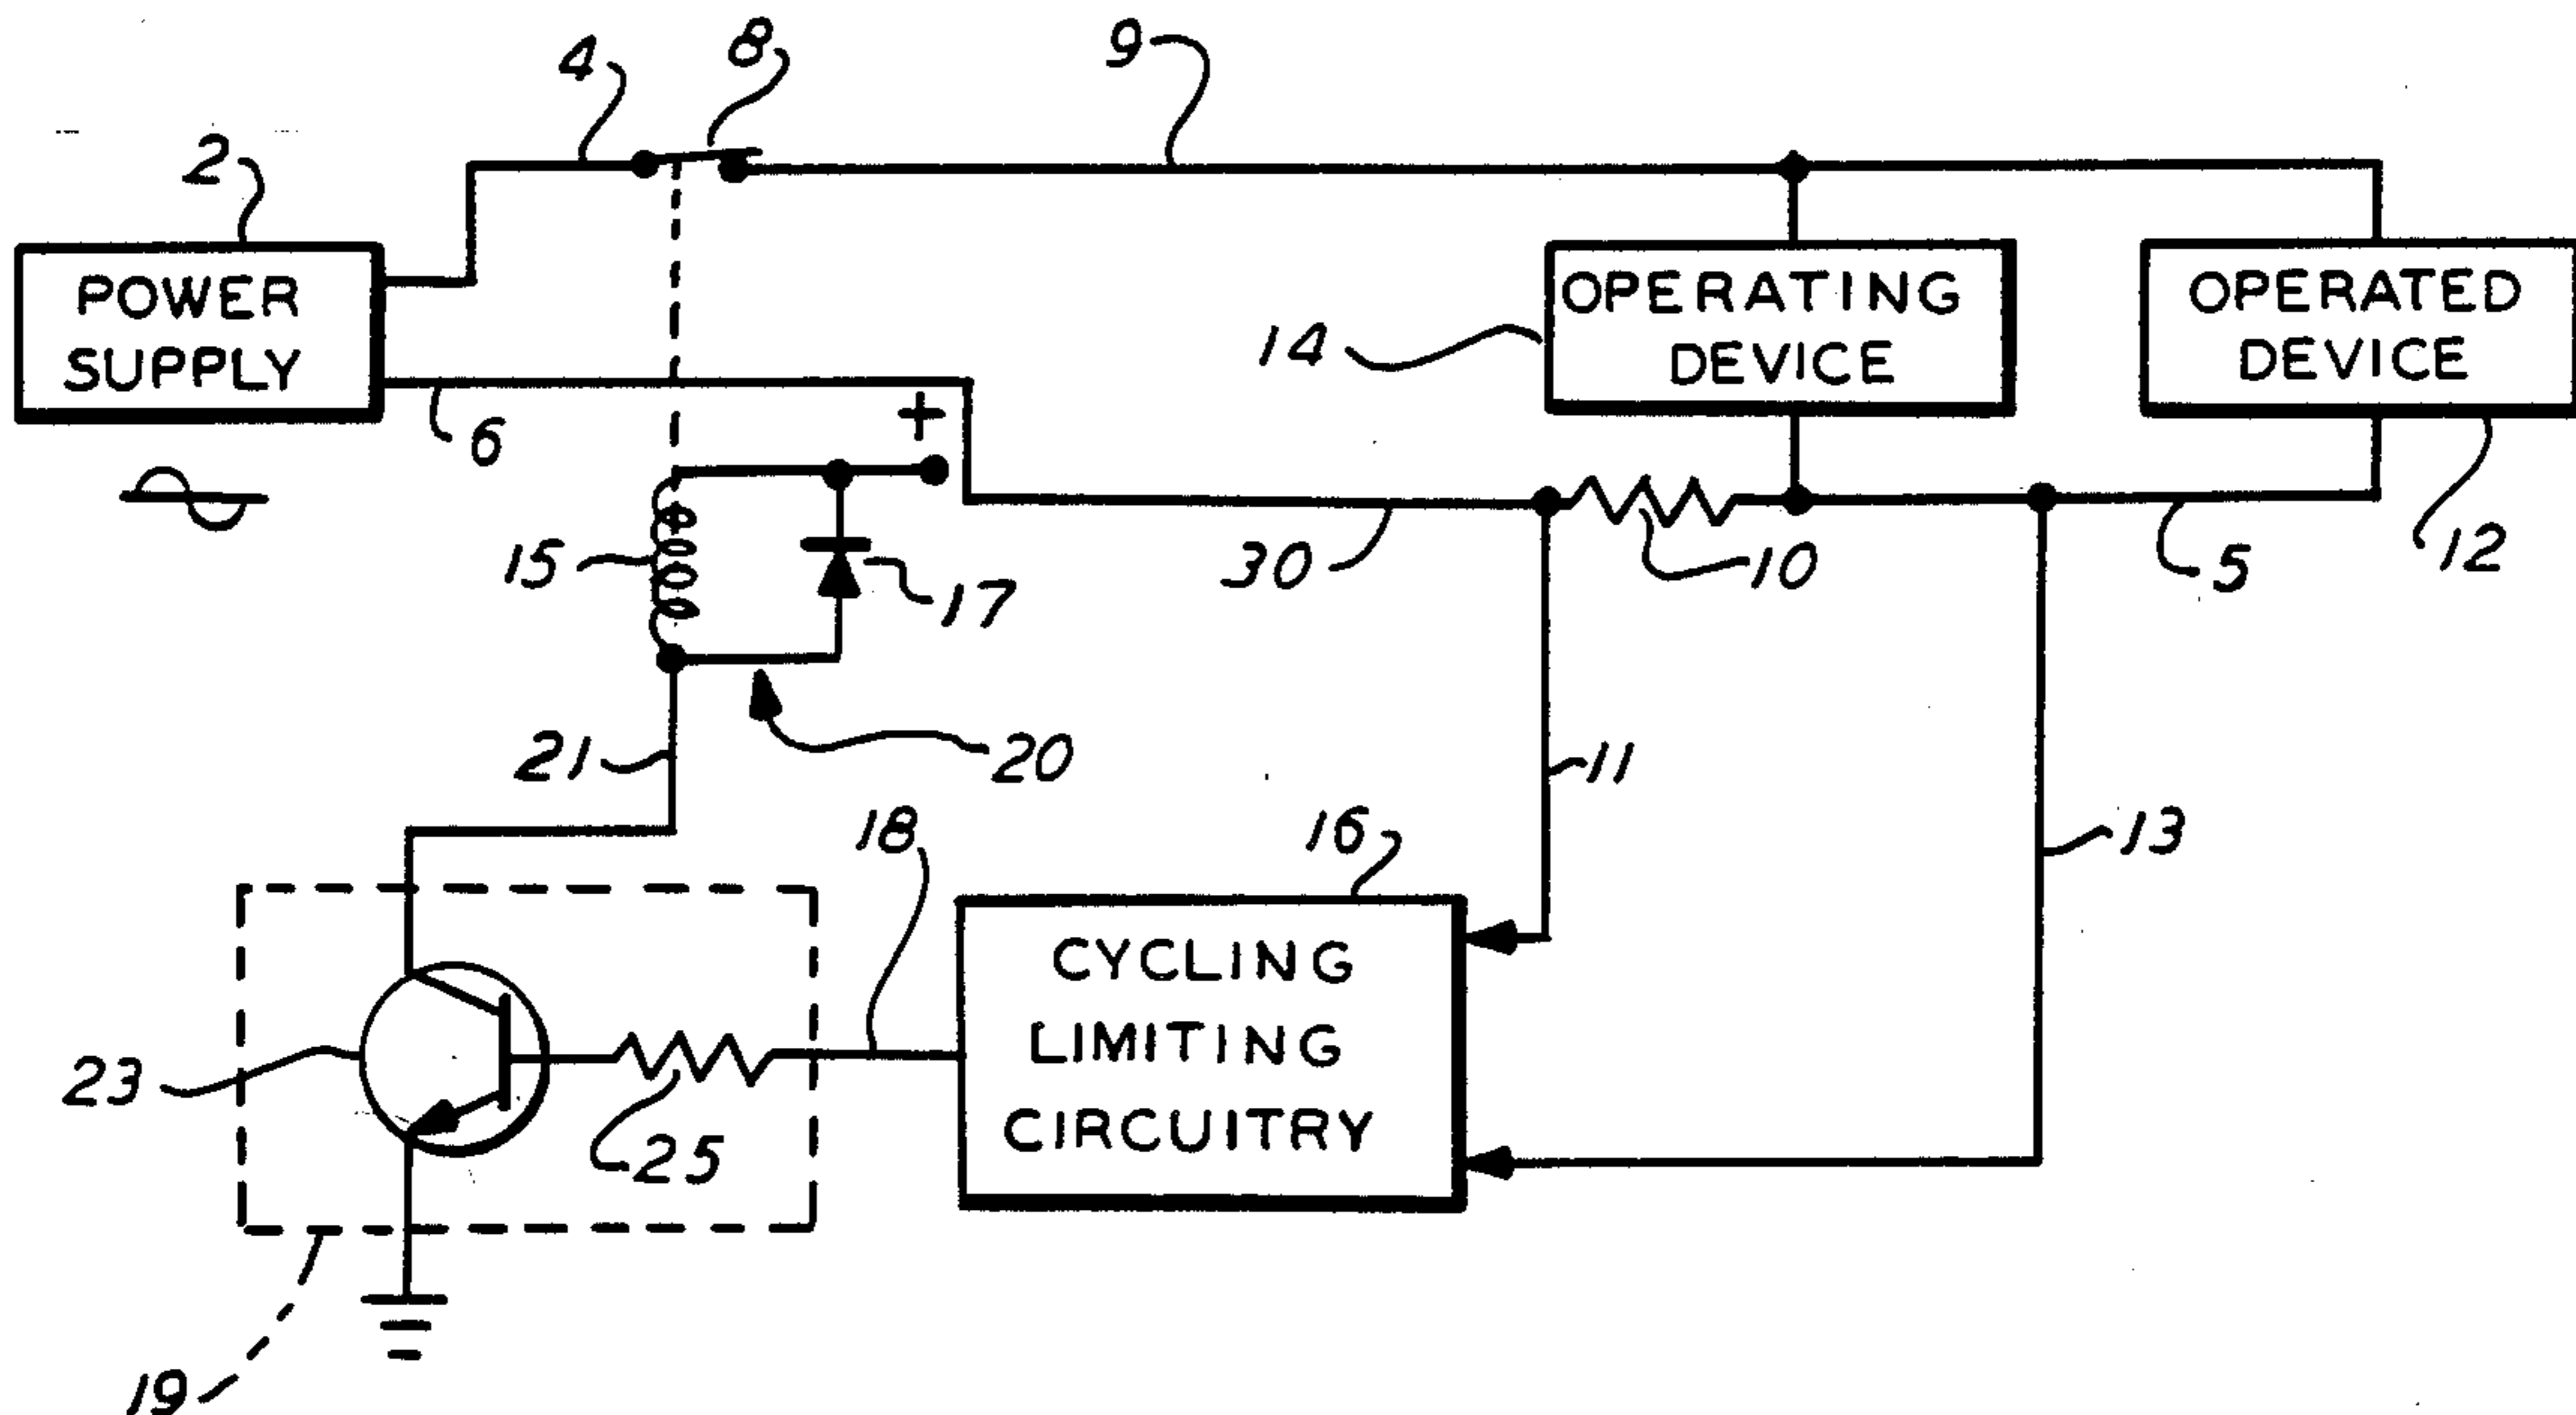 4
8
9
2
POWER
SUPPLY
OPERATING
DEVICE
OPERATED
DEVICE
14
6
+
15
17
30
10
5
12
21
20
11
18
16
13
CYCLING
LIMITING
CIRCUITRY
23
25
19